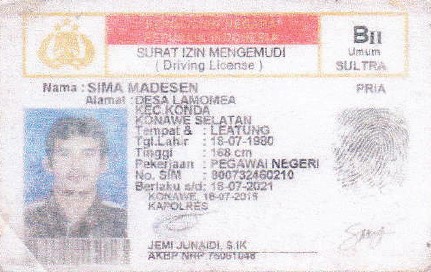 SURAT IZIN MENGEMUDI
( Driving License )
BII
Umum
SULTRA
PRIA
Nama : SIMA MADESEN
Alamat : DESA LAMOMEA
KEC.KONDA
KONAWE SELATAN
Tempat & : LEATUNG
Tgl.Lahir : 18-07-1980
Tinggi : 168 cm
Pekerjaan : PEGAWAI NEGERI
No. SIM : 800732460210
Berlaku s/d : 18-07-2021
KONAWE, 18-07-2016
KAPOLRES
JEMI JUNAIDI, S.IK
AKBP NRP 75061048